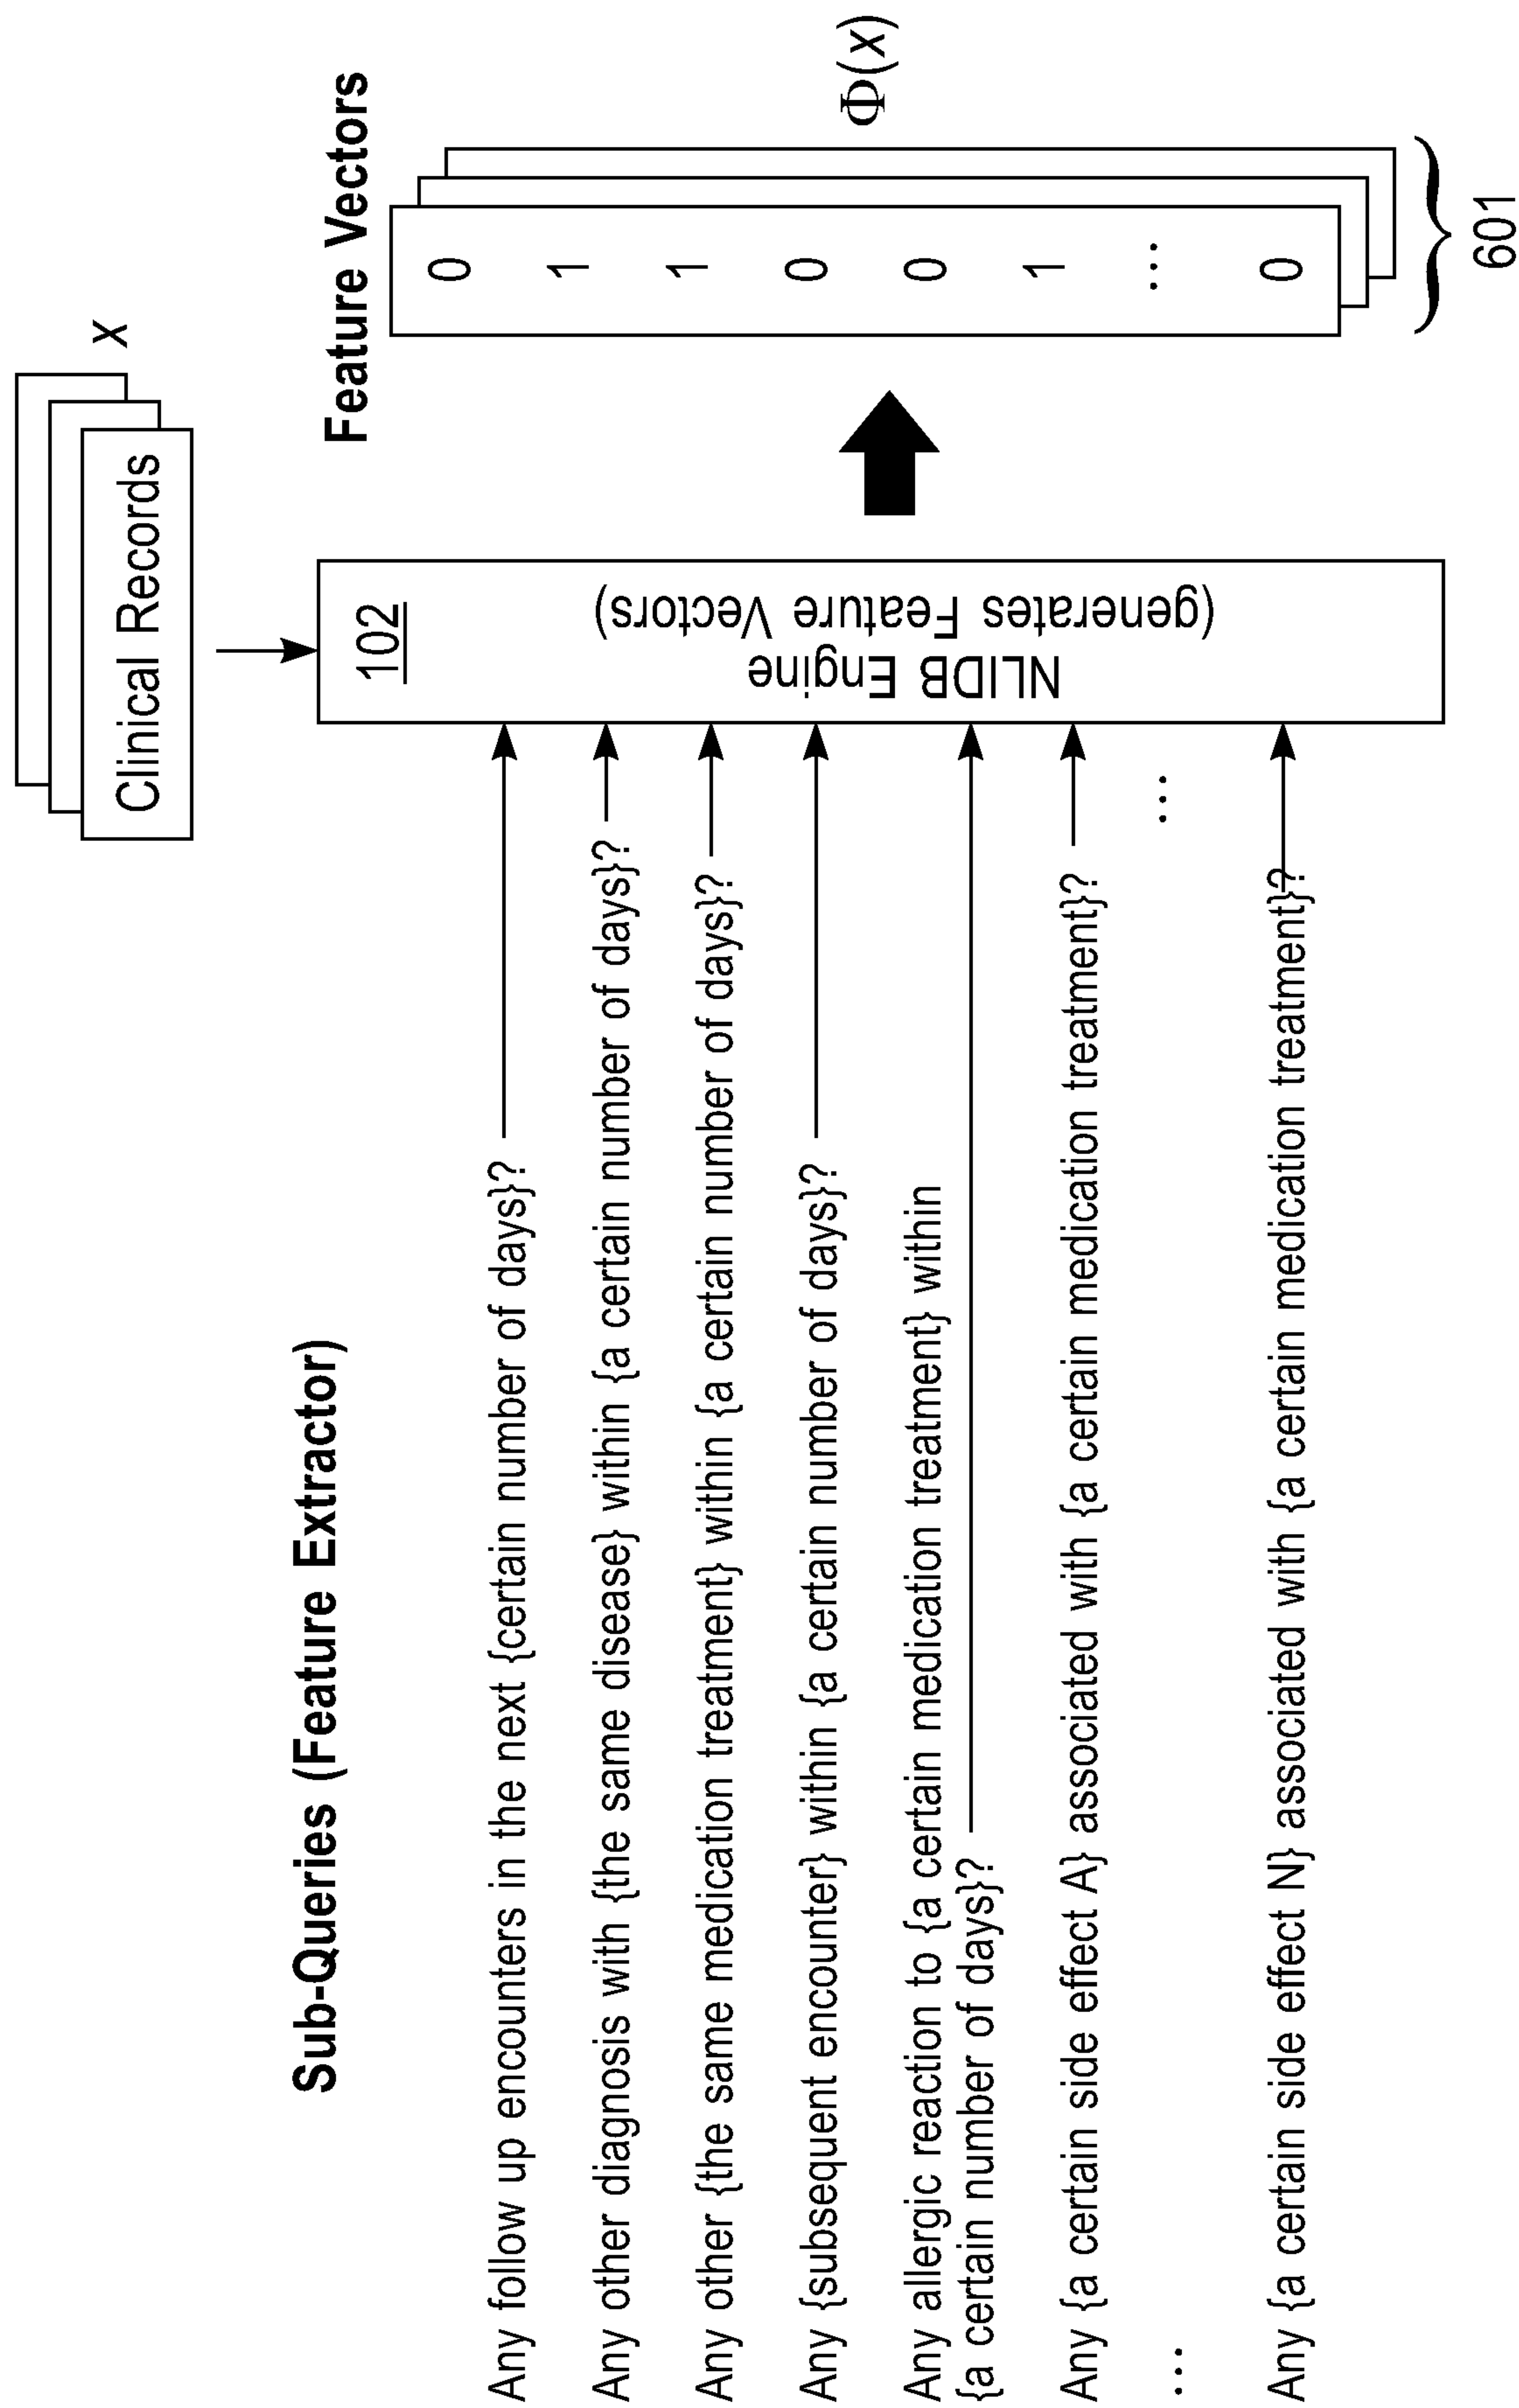 Clinical Records
x
Sub-Queries (Feature Extractor)
Feature Vectors
Any follow up encounters in the next {certain number of days}?
Any other diagnosis with {the same disease} within {a certain number of days}?
Any other {the same medication treatment} within {a certain number of days}?
Any {subsequent encounter} within {a certain number of days}?
Any allergic reaction to {a certain medication treatment} within
{a certain number of days}?
Any {a certain side effect A} associated with {a certain medication treatment}?
...
...
Any {a certain side effect N} associated with {a certain medication treatment}?
102
NLIDB Engine
(generates Feature Vectors)
0
1
1
0
0
1
...
0
Φ(x)
601